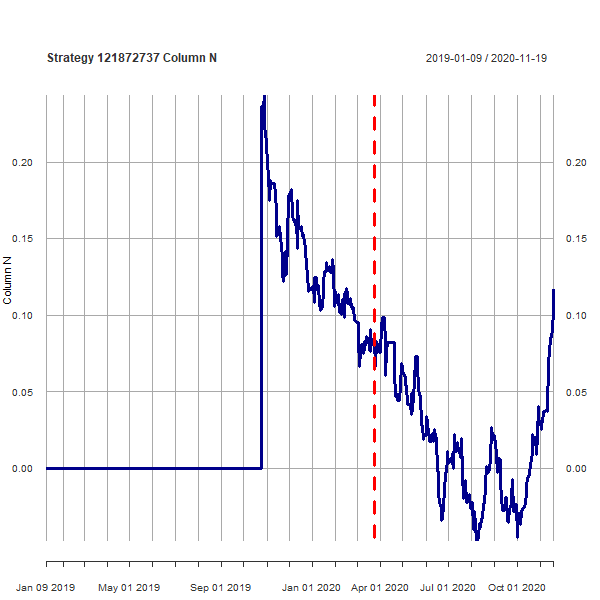 Strategy 121872737 Column N
2019-01-09 / 2020-11-19
Column N
0.20
0.15
0.10
0.05
0.00
0.20
0.15
0.10
0.05
0.00
Jan 09 2019
May 01 2019
Sep 01 2019
Jan 01 2020
Apr 01 2020
Jul 01 2020
Oct 01 2020